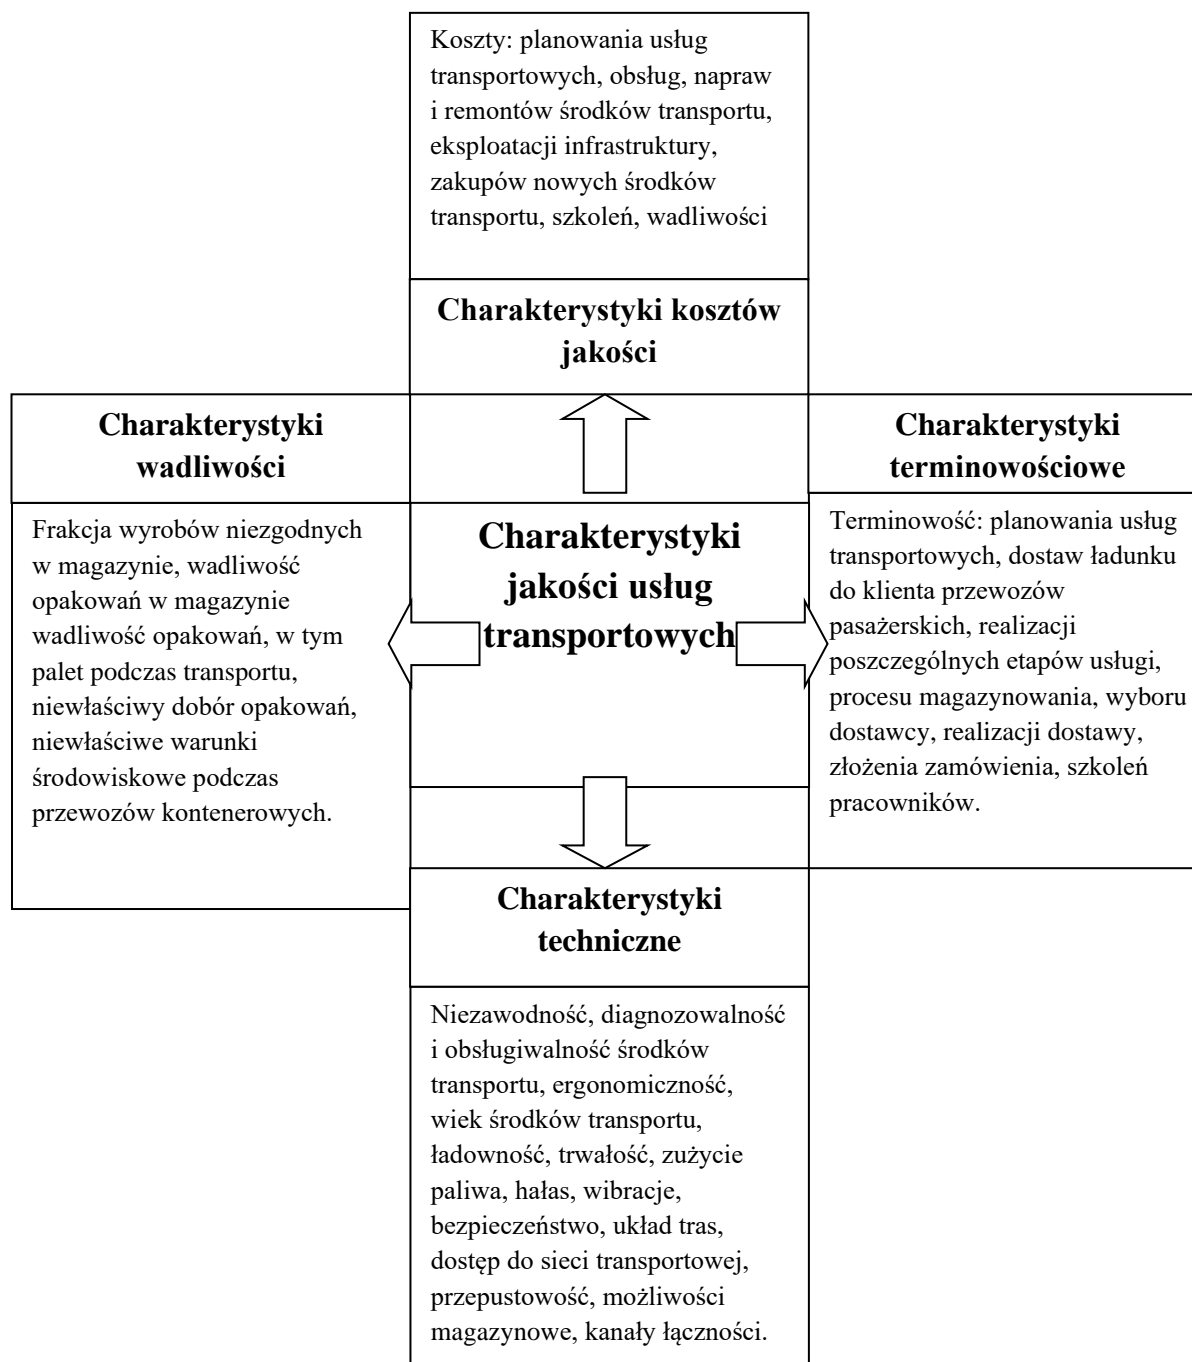 Koszty: planowania usług
transportowych, obsług, napraw
i remontów środków transportu,
eksploatacji infrastruktury,
zakupów nowych środków
transportu, szkoleń, wadliwości
Charakterystyki kosztów
jakości
Charakterystyki
wadliwości
Frakcja wyrobów niezgodnych
w magazynie, wadliwość
opakowań w magazynie
wadliwość opakowań, w tym
palet podczas transportu,
niewłaściwy dobór opakowań,
niewłaściwe warunki
środowiskowe podczas
przewozów kontenerowych.
Charakterystyki
jakości usług
transportowych
Charakterystyki
terminowościowe
Terminowość: planowania usług
transportowych, dostaw ładunku
do klienta przewozów
pasażerskich, realizacji
poszczególnych etapów usługi,
procesu magazynowania, wyboru
dostawcy, realizacji dostawy,
złożenia zamówienia, szkoleń
pracowników.
Charakterystyki
techniczne
Niezawodność, diagnozowalność
i obsługiwalność środków
transportu, ergonomiczność,
wiek środków transportu,
ładowność, trwałość, zużycie
paliwa, hałas, wibracje,
bezpieczeństwo, układ tras,
dostęp do sieci transportowej,
przepustowość, możliwości
magazynowe, kanały łączności.